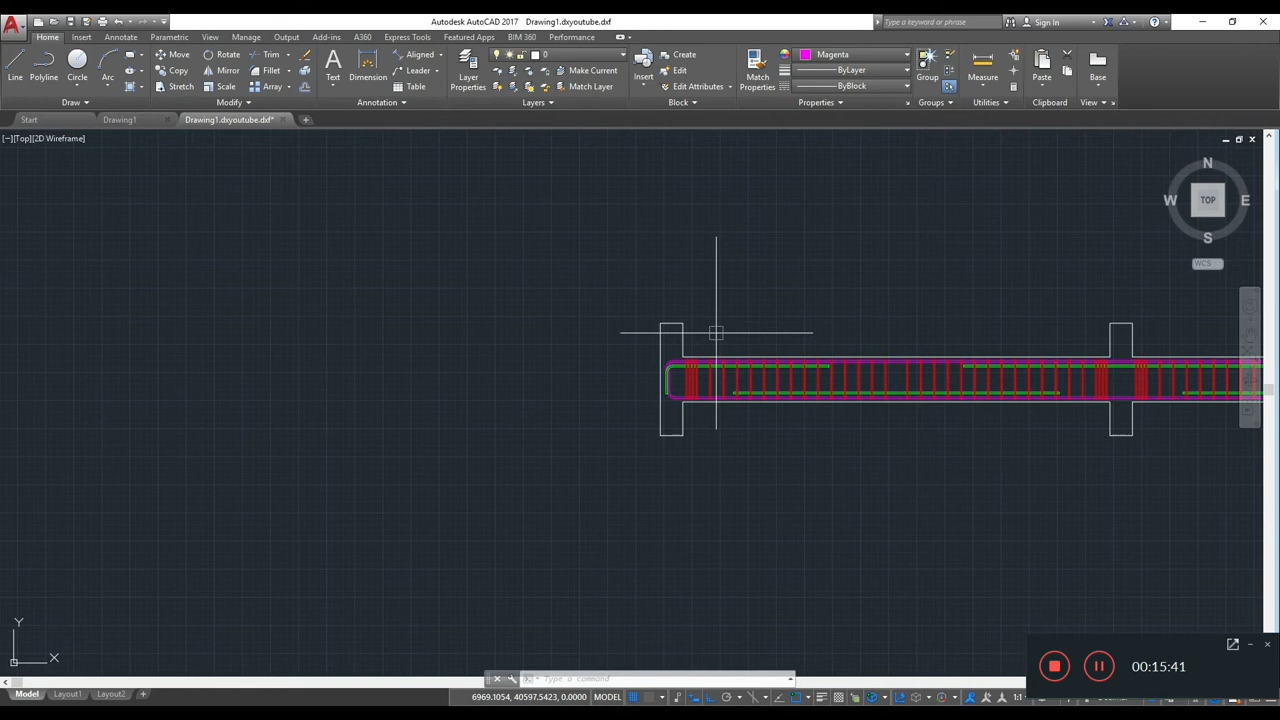 Autodesk AutoCAD 2017 Drawing1.dxyoutube.dxf
Type a keyword or phrase
Sign In
Home Insert Annotate Parametric View Manage Output Add-ins A360 Express Tools Featured Apps BIM 360 Performance
Line Polyline Circle Arc
Move Rotate Trim
Copy Mirror Fillet
Stretch Scale Array
Text Dimension
Aligned
Leader
Table
Layer Properties
0
Make Current
Match Layer
Insert
Create
Edit
Edit Attributes
Match Properties
Magenta
ByLayer
ByBlock
Group
Measure
Paste
Base
Draw Modify Annotation Layers Block Properties Groups Utilities Clipboard View
Start Drawing1 Drawing1.dxyoutube.dxf*
[−][Top][2D Wireframe]
N
W TOP E
S
WCS
Y
X
00:15:41
Type a command
Model Layout1 Layout2
6969.1054, 40597.5423, 0.0000 MODEL
1:1